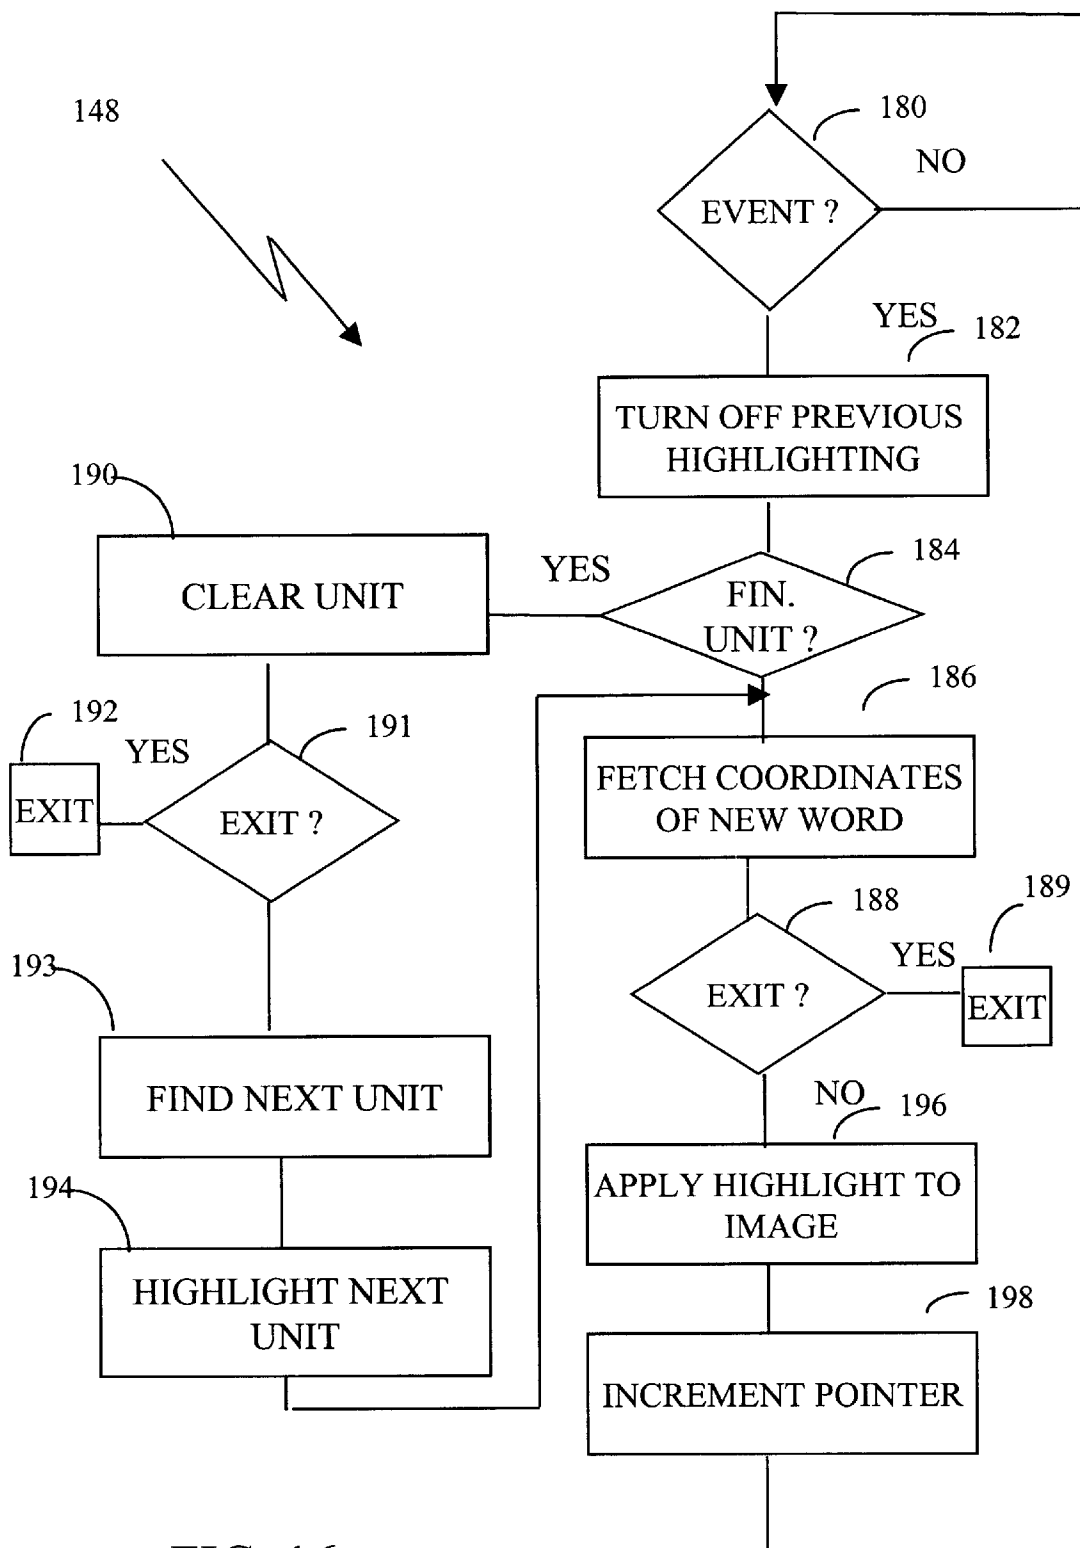 148
180
NO
EVENT ?
YES
182
TURN OFF PREVIOUS
HIGHLIGHTING
190
CLEAR UNIT
YES
184
FIN.
UNIT ?
186
192
YES
191
EXIT
EXIT ?
FETCH COORDINATES
OF NEW WORD
188
189
YES
EXIT ?
EXIT
193
FIND NEXT UNIT
NO
196
APPLY HIGHLIGHT TO
IMAGE
194
HIGHLIGHT NEXT
UNIT
198
INCREMENT POINTER